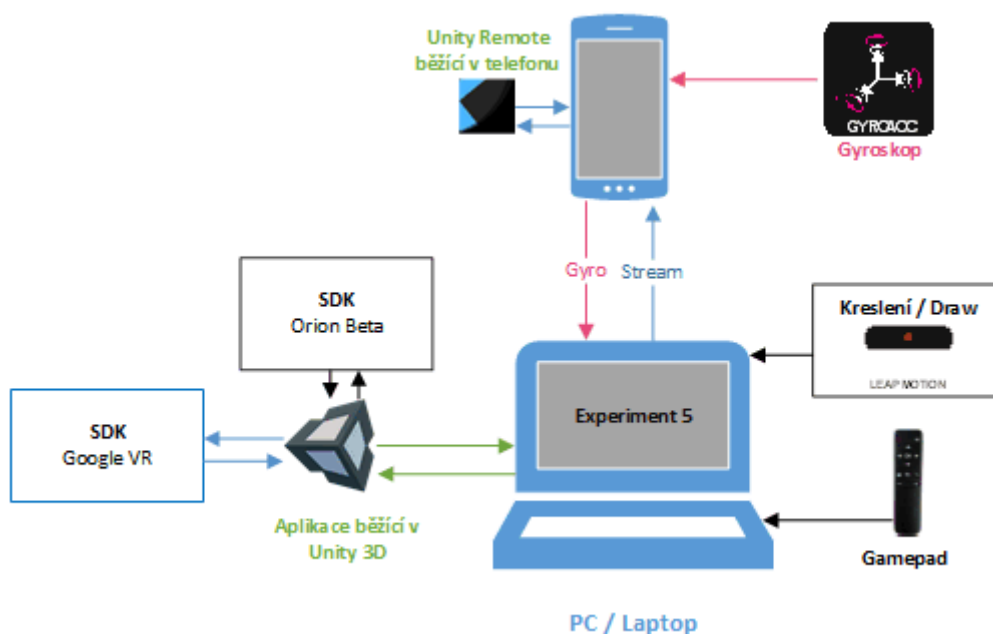 Unity Remote
běžící v telefonu
GYROACC
Gyroskop
Gyro
Stream
SDK
Orion Beta
Kreslení / Draw
LEAP MOTION
Experiment 5
SDK
Google VR
Aplikace běžící v
Unity 3D
Gamepad
PC / Laptop